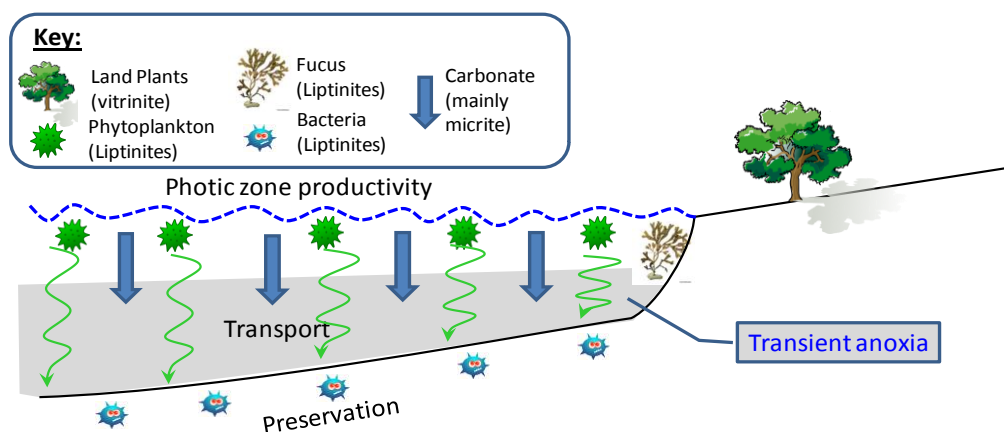 Key:
Land Plants
(vitrinite)
Phytoplankton
(Liptinites)
Fucus
(Liptinites)
Bacteria
(Liptinites)
Carbonate
(mainly
micrite)
Photic zone productivity
Transport
Transient anoxia
Preservation